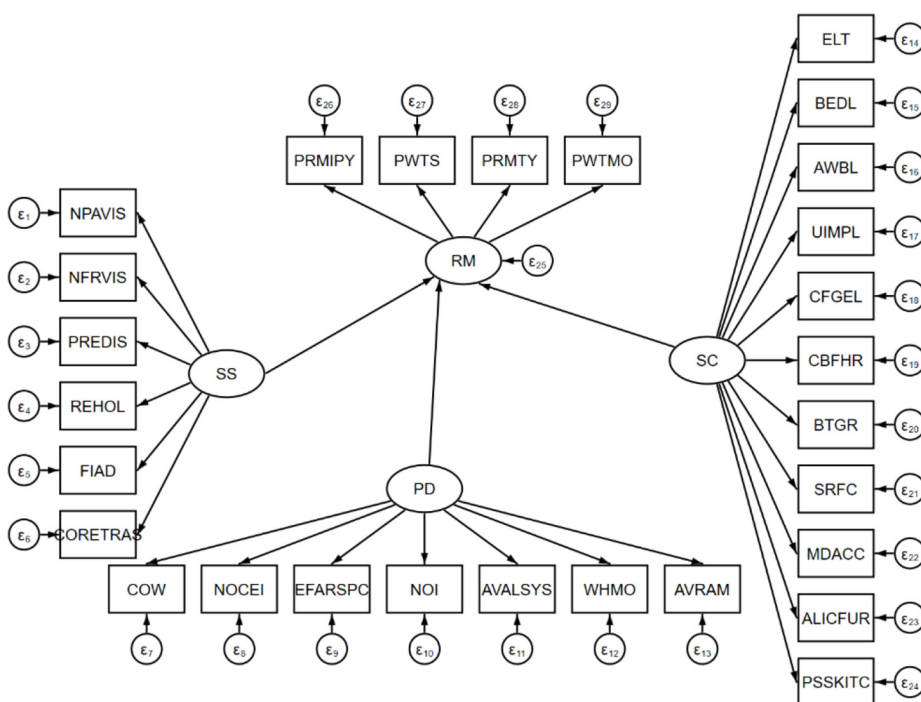 ELT
ε14
BEDL
ε15
AWBL
ε16
UIMPL
ε17
CFGEL
ε18
CBFHR
ε19
BTGR
ε20
SRFC
ε21
MDACC
ε22
ALICFUR
ε23
PSSKITC
ε24
SC
ε26
ε27
ε28
ε29
PRMIPY
PWTS
PRMTY
PWTMO
RM
ε25
ε1
NPAVIS
ε2
NFRVIS
ε3
PREDIS
ε4
REHOL
ε5
FIAD
ε6
CORETRAS
SS
PD
COW
NOCEI
EFARSPC
NOI
AVALSYS
WHMO
AVRAM
ε7
ε8
ε9
ε10
ε11
ε12
ε13